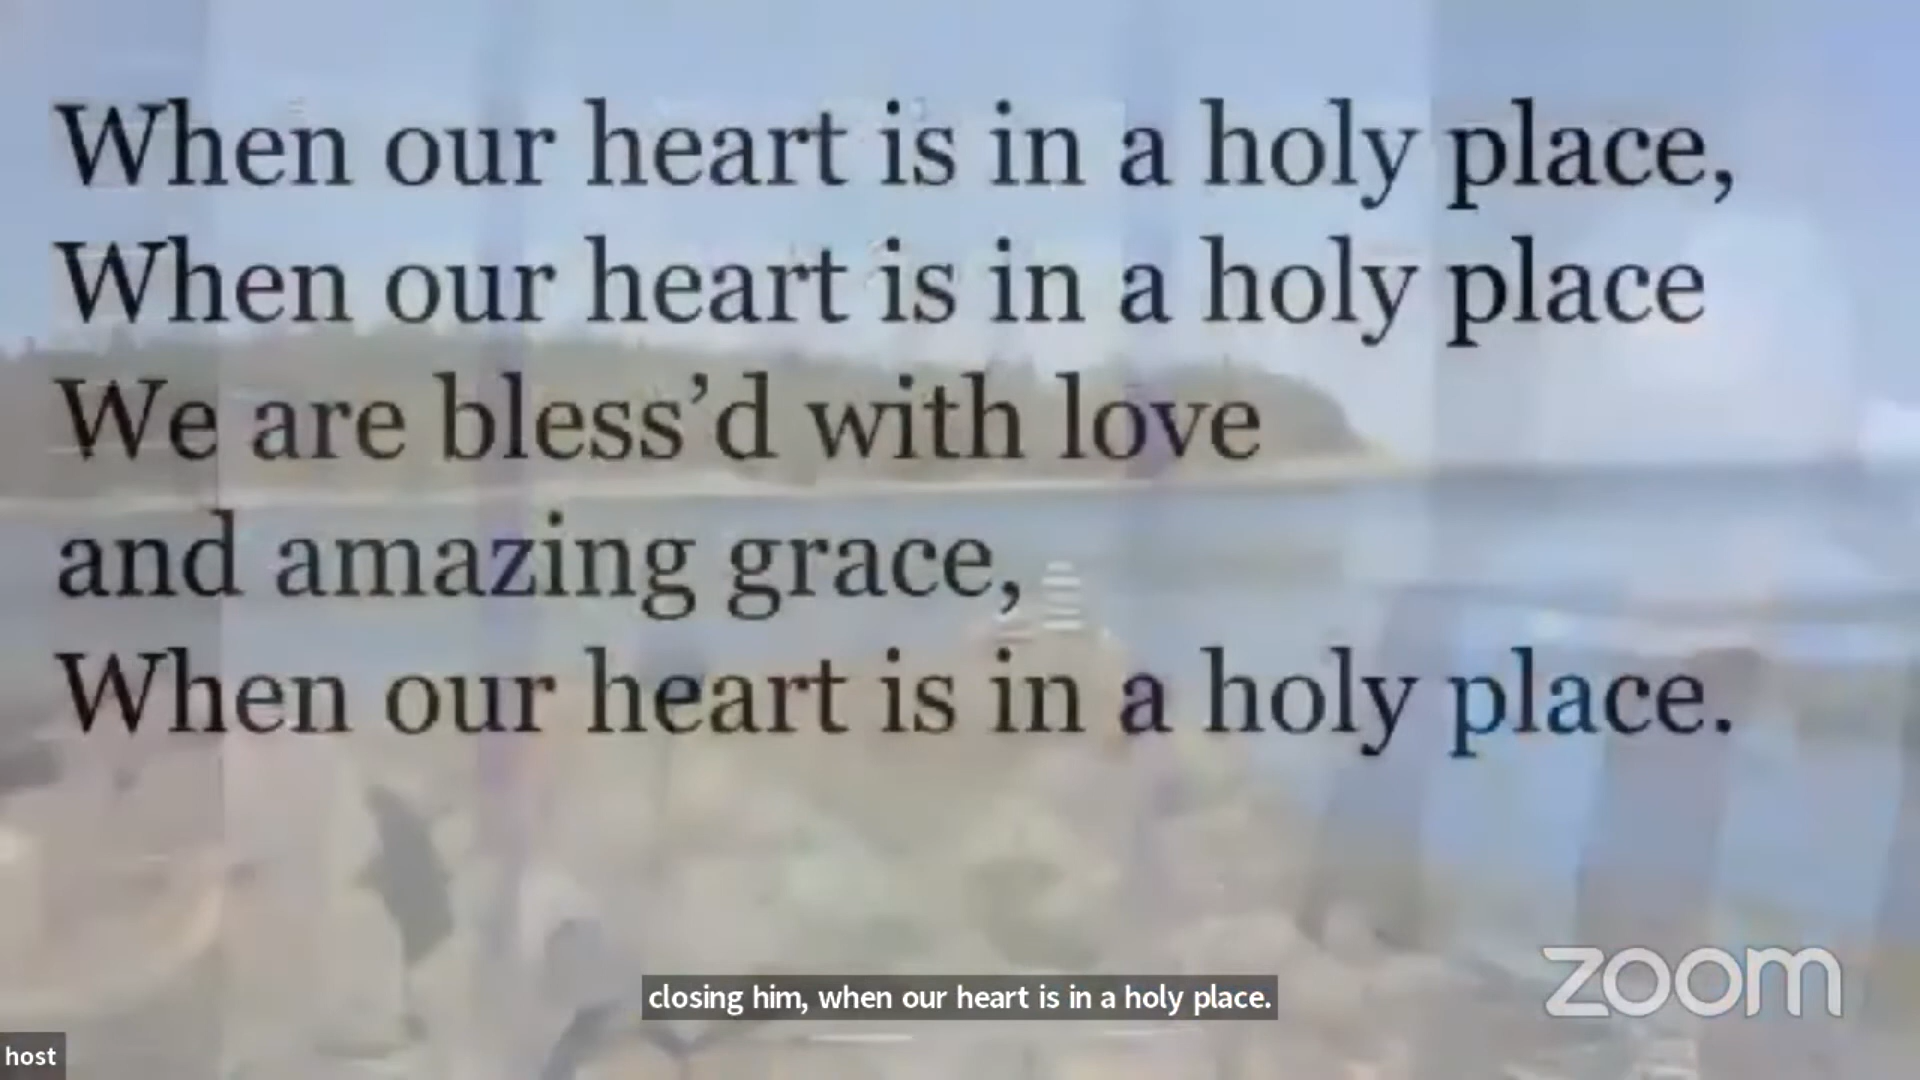 When our heart is in a holy place,
When our heart is in a holy place
We are bless’d with love
and amazing grace,
When our heart is in a holy place.
closing him, when our heart is in a holy place.
zoom
host